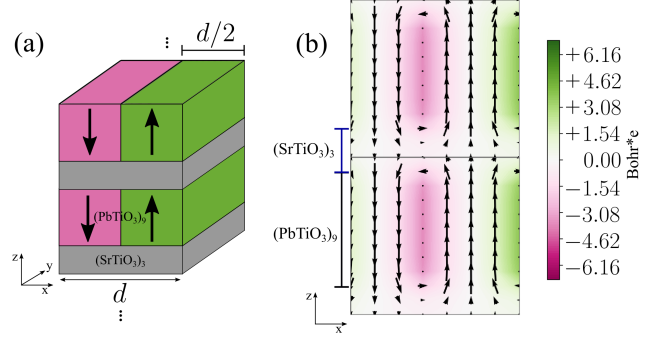 (a)
d/2
(PbTiO₃)₉
(SrTiO₃)₃
z
y
x
d
(b)
(SrTiO₃)₃
(PbTiO₃)₉
z
x
+6.16
+4.62
+3.08
+1.54
0.00
−1.54
−3.08
−4.62
−6.16
Bohr*e